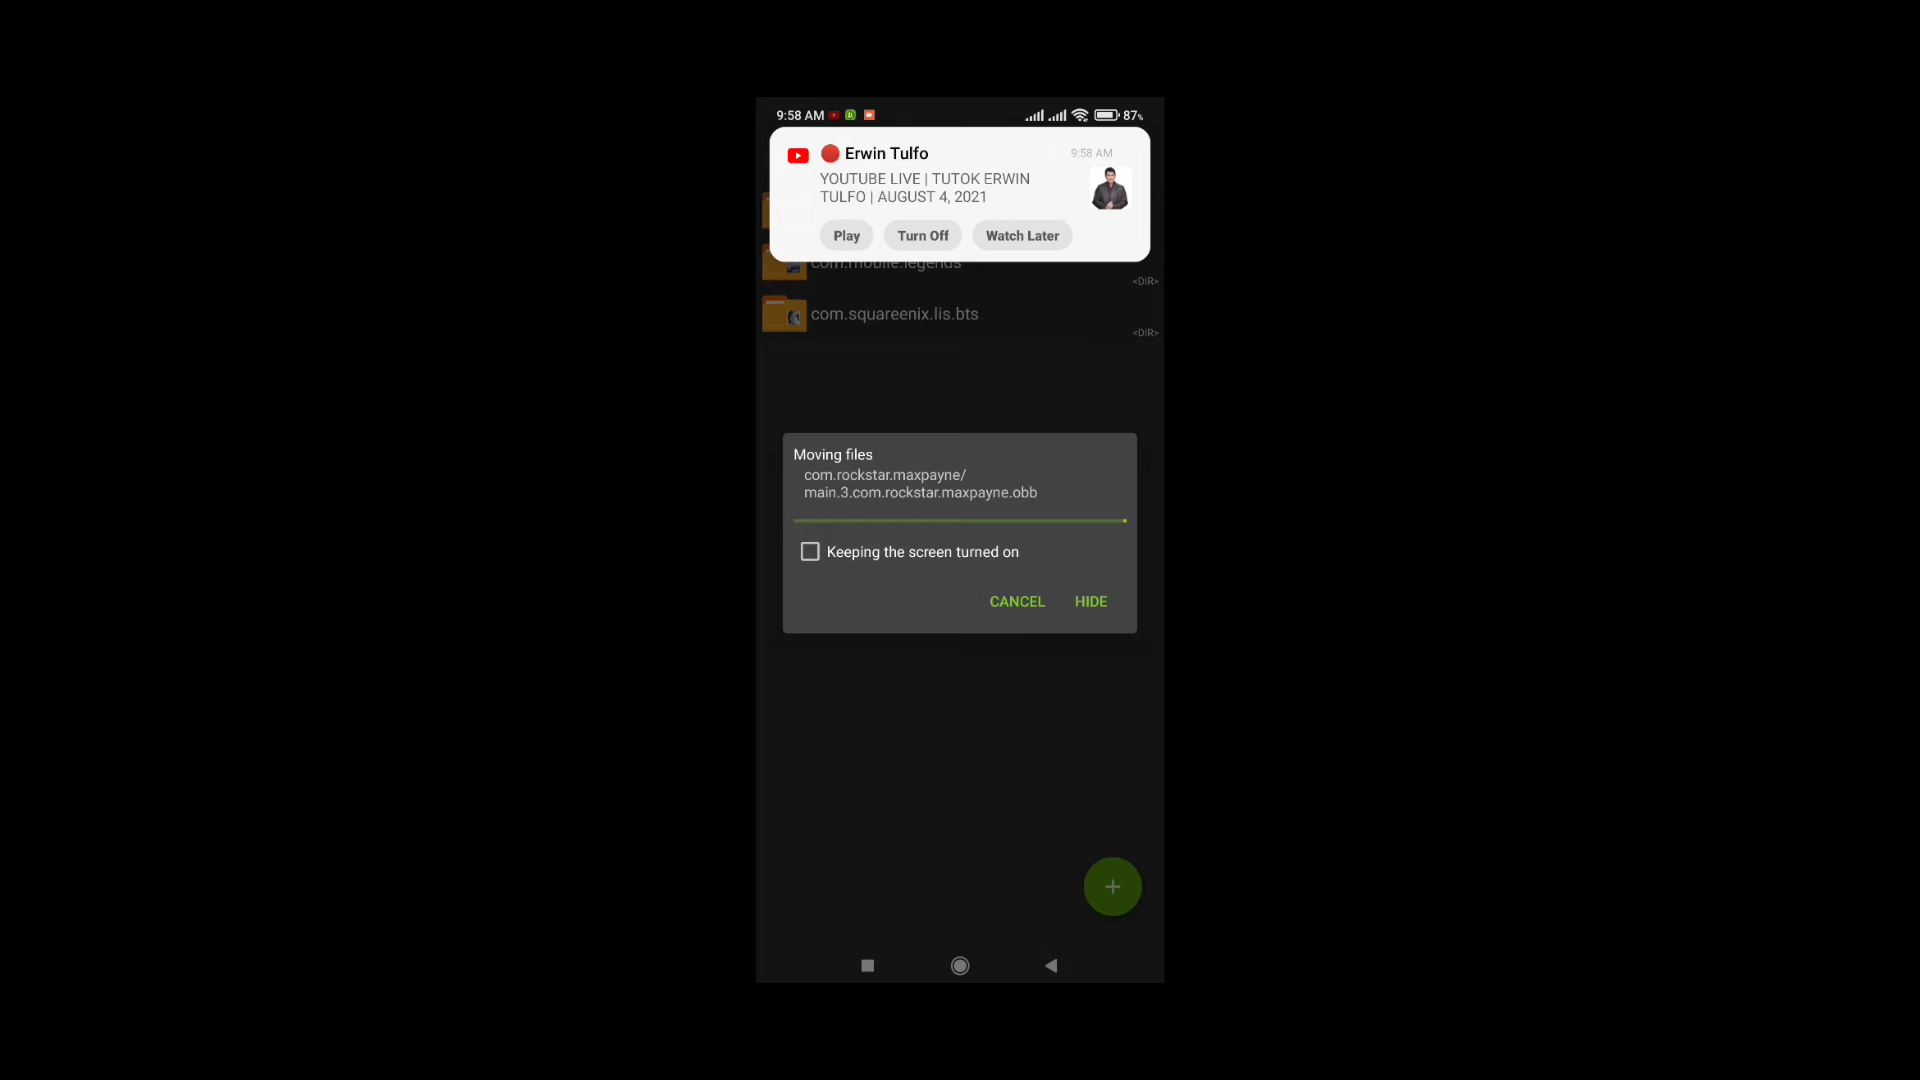 9:58 AM 87%
Erwin Tulfo 9:58 AM
YOUTUBE LIVE | TUTOK ERWIN
TULFO | AUGUST 4, 2021
Play Turn Off Watch Later
com.mobile.legends
<DIR>
com.squareenix.lis.bts
<DIR>
Moving files
com.rockstar.maxpayne/
main.3.com.rockstar.maxpayne.obb
Keeping the screen turned on
CANCEL HIDE